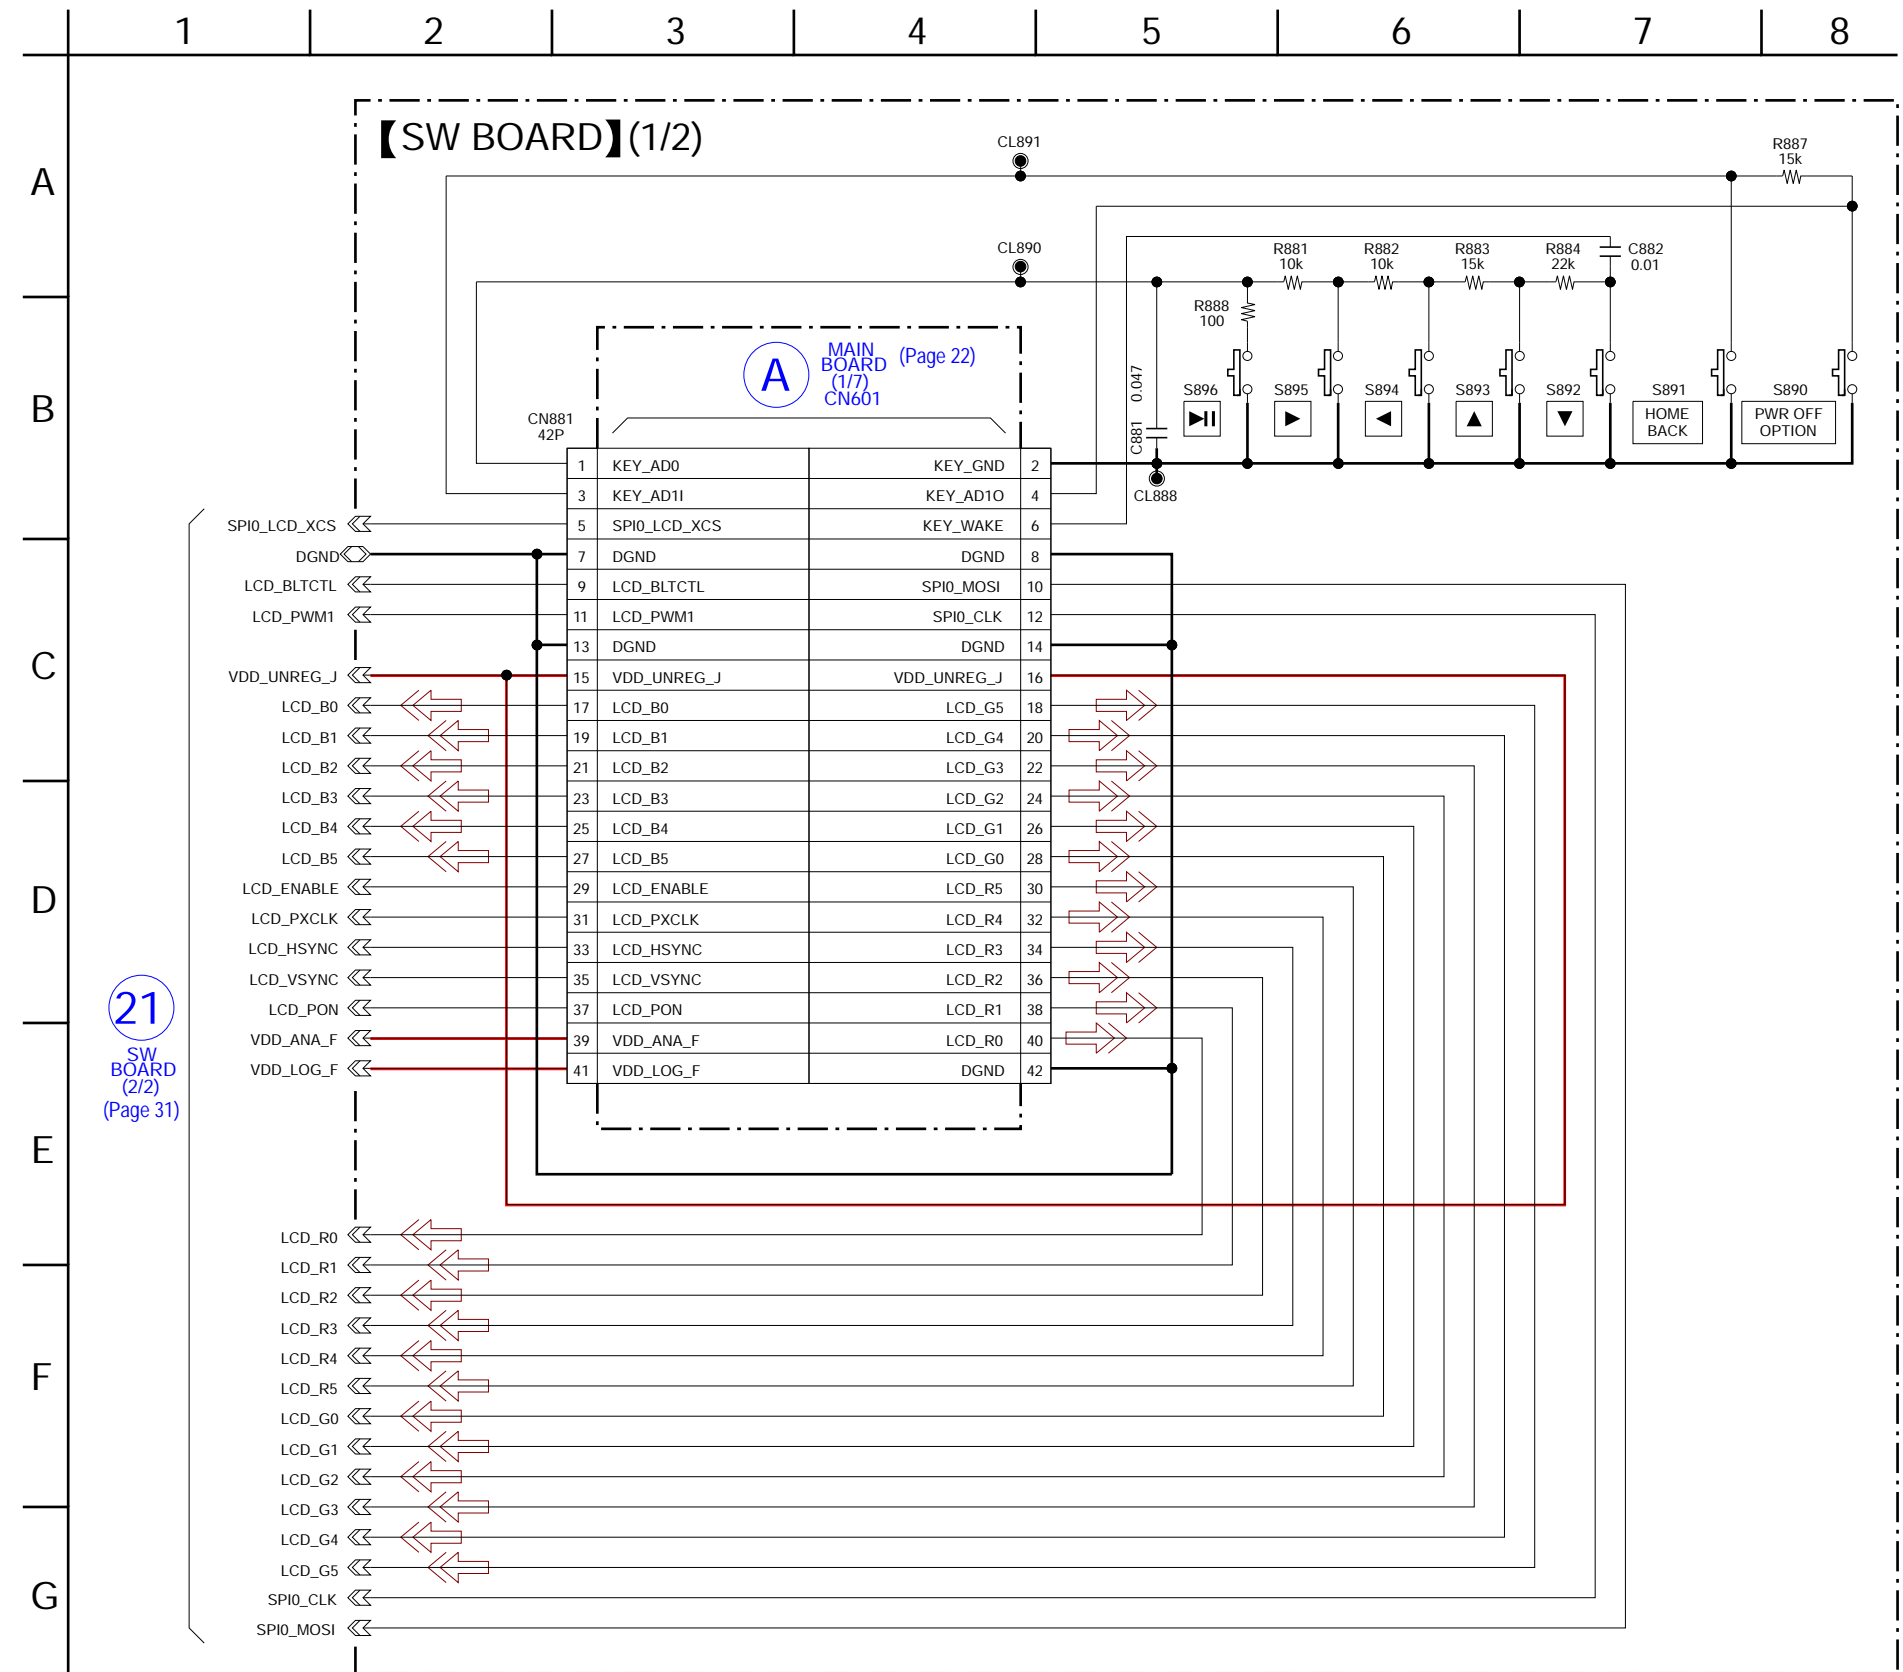 1 2 3 4 5 6 7 8
A
B
C
D
E
F
G
【SW BOARD】(1/2)
CL891
R887
15k
CL890
R881
10k
R882
10k
R883
15k
R884
22k
C882
0.01
R888
100
A
MAIN
BOARD
(1/7)
CN601
(Page 22)
C881 0.047
S896
S895
S894
S893
S892
S891
HOME
BACK
S890
PWR OFF
OPTION
CL888
CN881
42P
1 KEY_AD0 KEY_GND 2
3 KEY_AD1I KEY_AD1O 4
5 SPI0_LCD_XCS KEY_WAKE 6
7 DGND DGND 8
9 LCD_BLTCTL SPI0_MOSI 10
11 LCD_PWM1 SPI0_CLK 12
13 DGND DGND 14
15 VDD_UNREG_J VDD_UNREG_J 16
17 LCD_B0 LCD_G5 18
19 LCD_B1 LCD_G4 20
21 LCD_B2 LCD_G3 22
23 LCD_B3 LCD_G2 24
25 LCD_B4 LCD_G1 26
27 LCD_B5 LCD_G0 28
29 LCD_ENABLE LCD_R5 30
31 LCD_PXCLK LCD_R4 32
33 LCD_HSYNC LCD_R3 34
35 LCD_VSYNC LCD_R2 36
37 LCD_PON LCD_R1 38
39 VDD_ANA_F LCD_R0 40
41 VDD_LOG_F DGND 42
SPI0_LCD_XCS
DGND
LCD_BLTCTL
LCD_PWM1
VDD_UNREG_J
LCD_B0
LCD_B1
LCD_B2
LCD_B3
LCD_B4
LCD_B5
LCD_ENABLE
LCD_PXCLK
LCD_HSYNC
LCD_VSYNC
LCD_PON
VDD_ANA_F
VDD_LOG_F
21
SW
BOARD
(2/2)
(Page 31)
LCD_R0
LCD_R1
LCD_R2
LCD_R3
LCD_R4
LCD_R5
LCD_G0
LCD_G1
LCD_G2
LCD_G3
LCD_G4
LCD_G5
SPI0_CLK
SPI0_MOSI